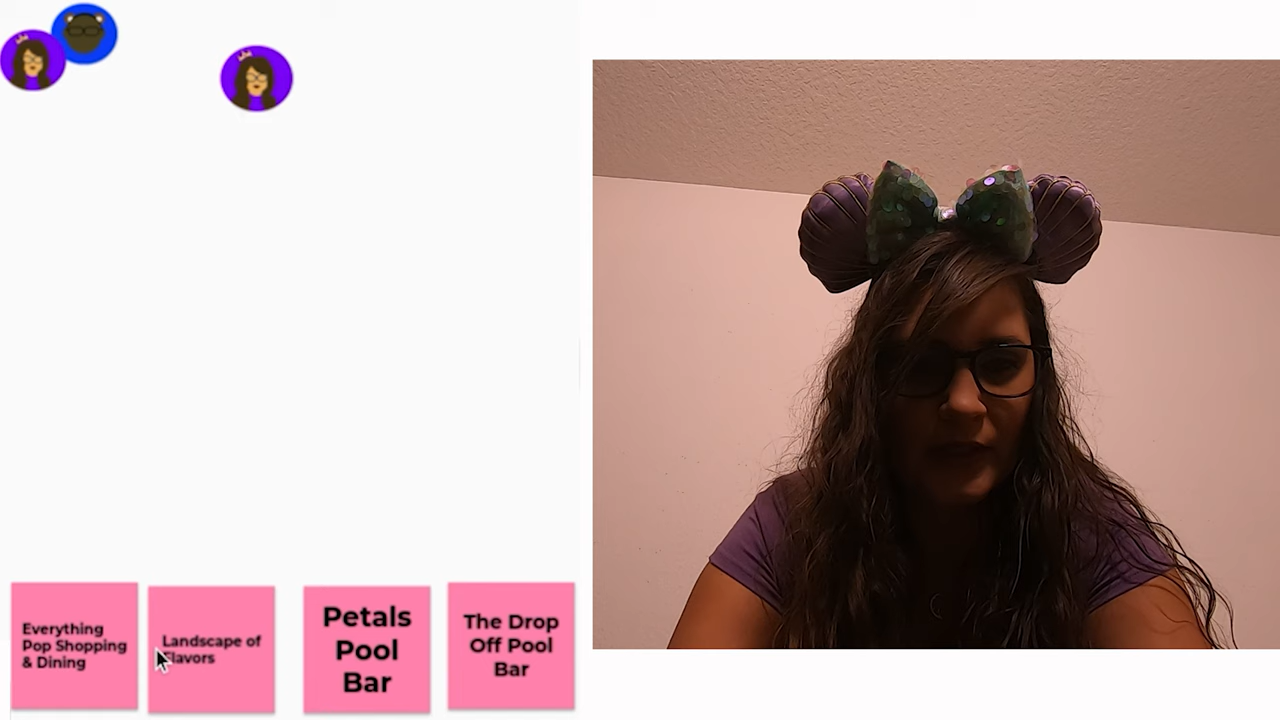 Everything
Pop Shopping
& Dining
Landscape of
Flavors
Petals
Pool
Bar
The Drop
Off Pool
Bar